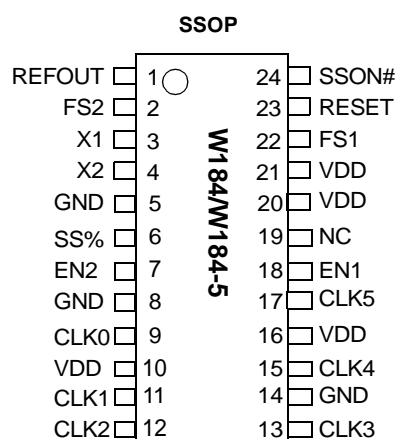 SSOP
REFOUT 1 24 SSON#
FS2 2 23 RESET
X1 3 22 FS1
X2 4 21 VDD
GND 5 20 VDD
SS% 6 19 NC
EN2 7 18 EN1
GND 8 17 CLK5
CLK0 9 16 VDD
VDD 10 15 CLK4
CLK1 11 14 GND
CLK2 12 13 CLK3
W184/W184-5